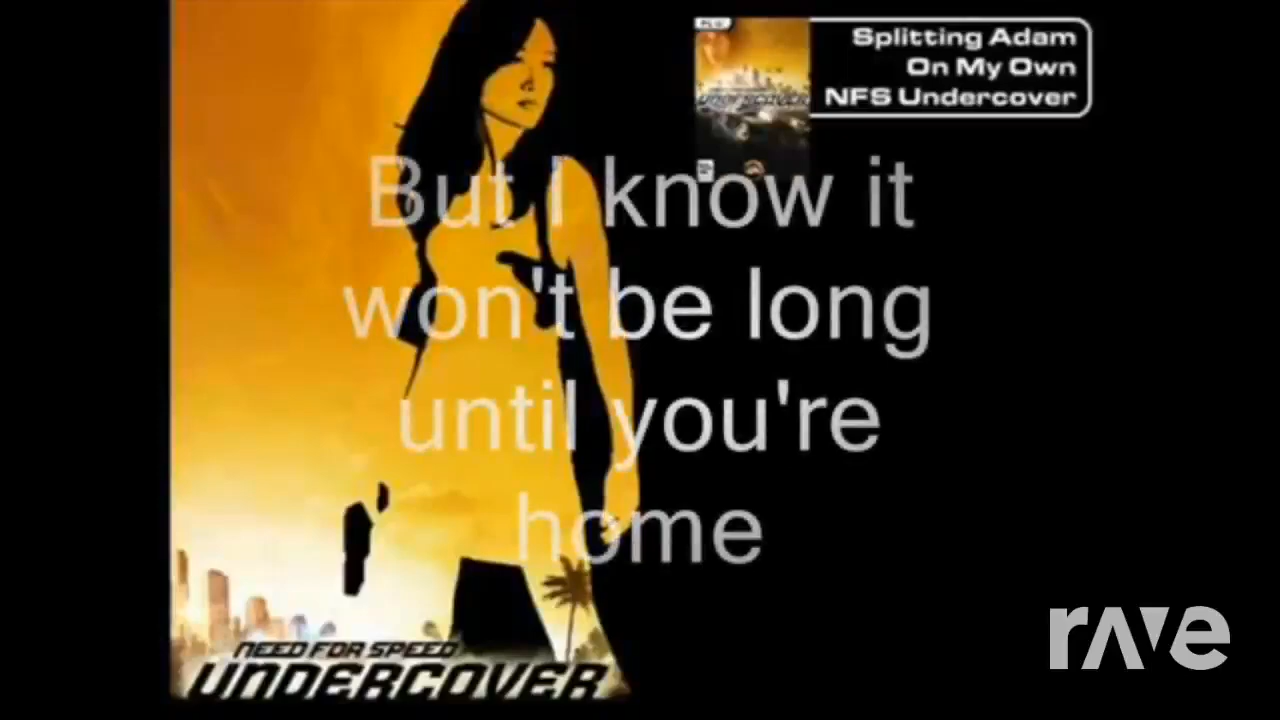 Splitting Adam
On My Own
NFS Undercover
UNDERCOVER
But I know it
won't be long
until you're
home
NEED FOR SPEED
UNDERCOVER
rave